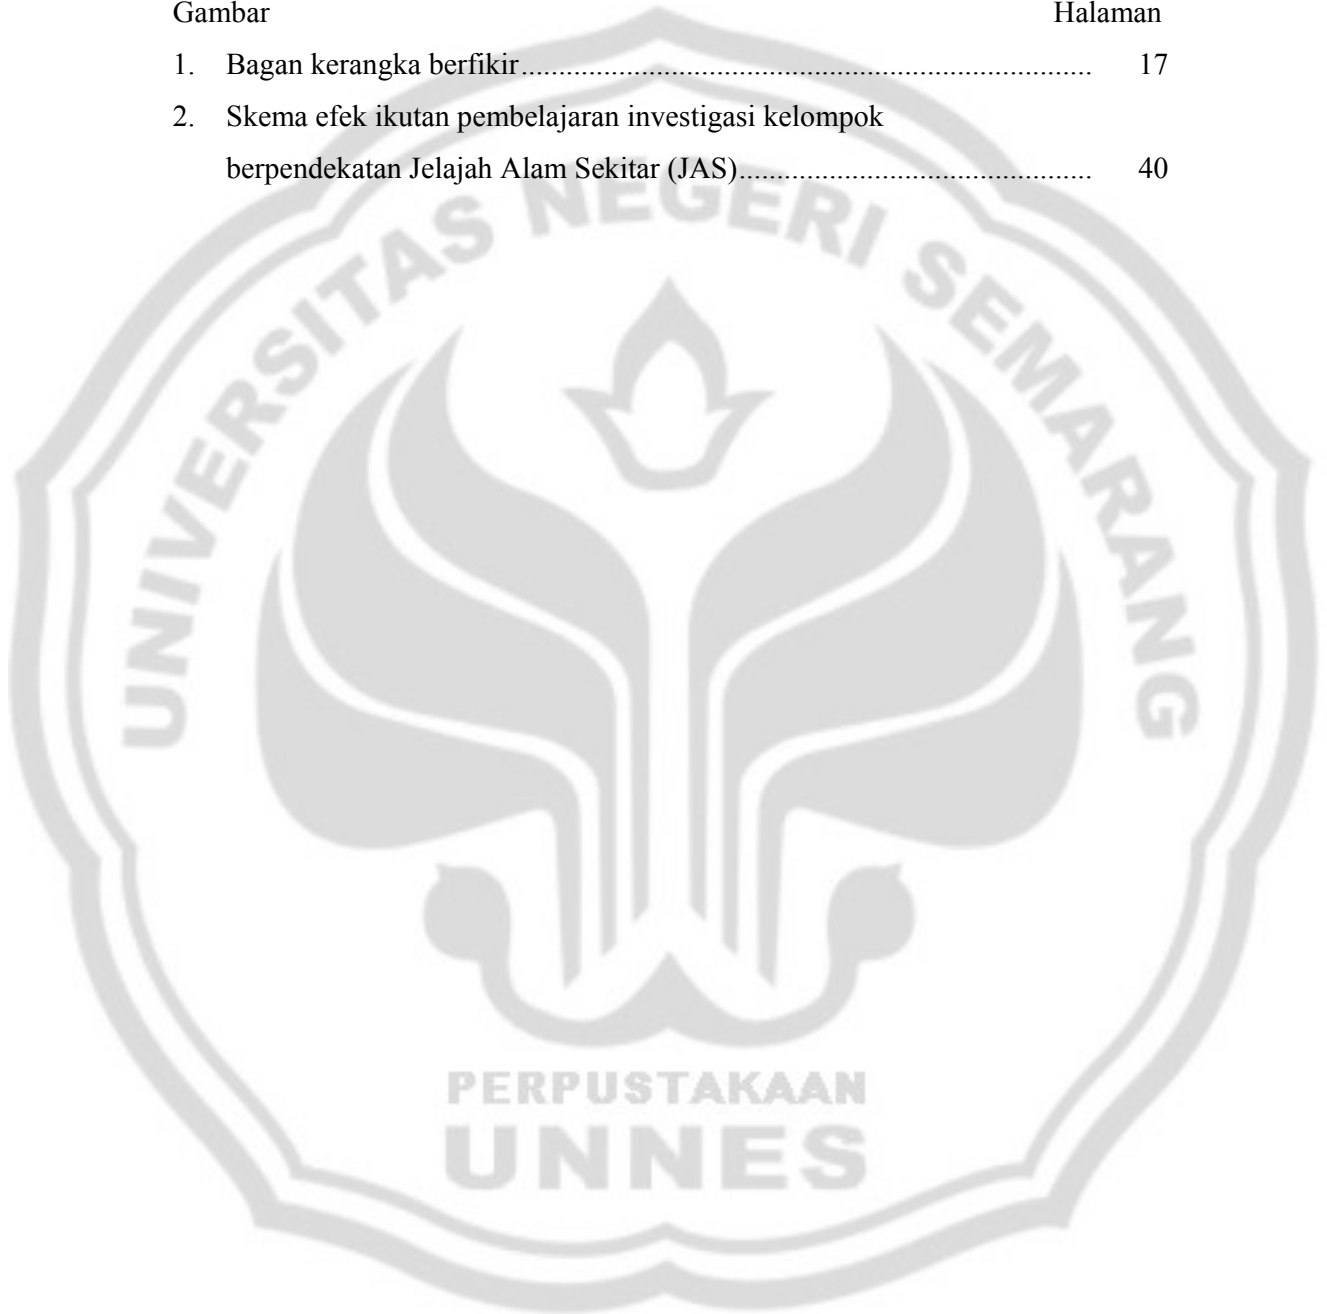 Gambar Halaman
1. Bagan kerangka berfikir............................................................................ 17
2. Skema efek ikutan pembelajaran investigasi kelompok
berpendekatan Jelajah Alam Sekitar (JAS)............................................... 40
UNIVERSITAS NEGERI SEMARANG
PERPUSTAKAAN
UNNES